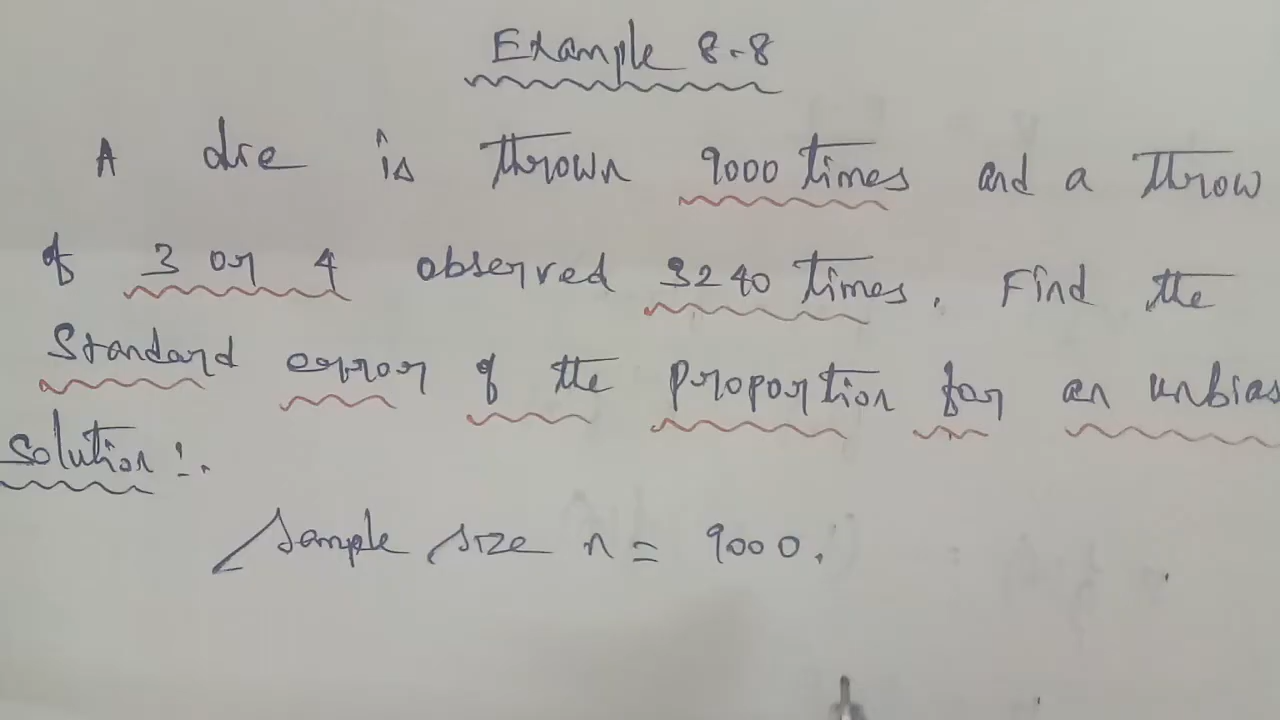 Example 8.8
A die is thrown 9000 times and a throw
of 3 or 4 observed 3240 times. Find the
Standard error of the proportion for an unbias
Solution:.
Sample size n = 9000.